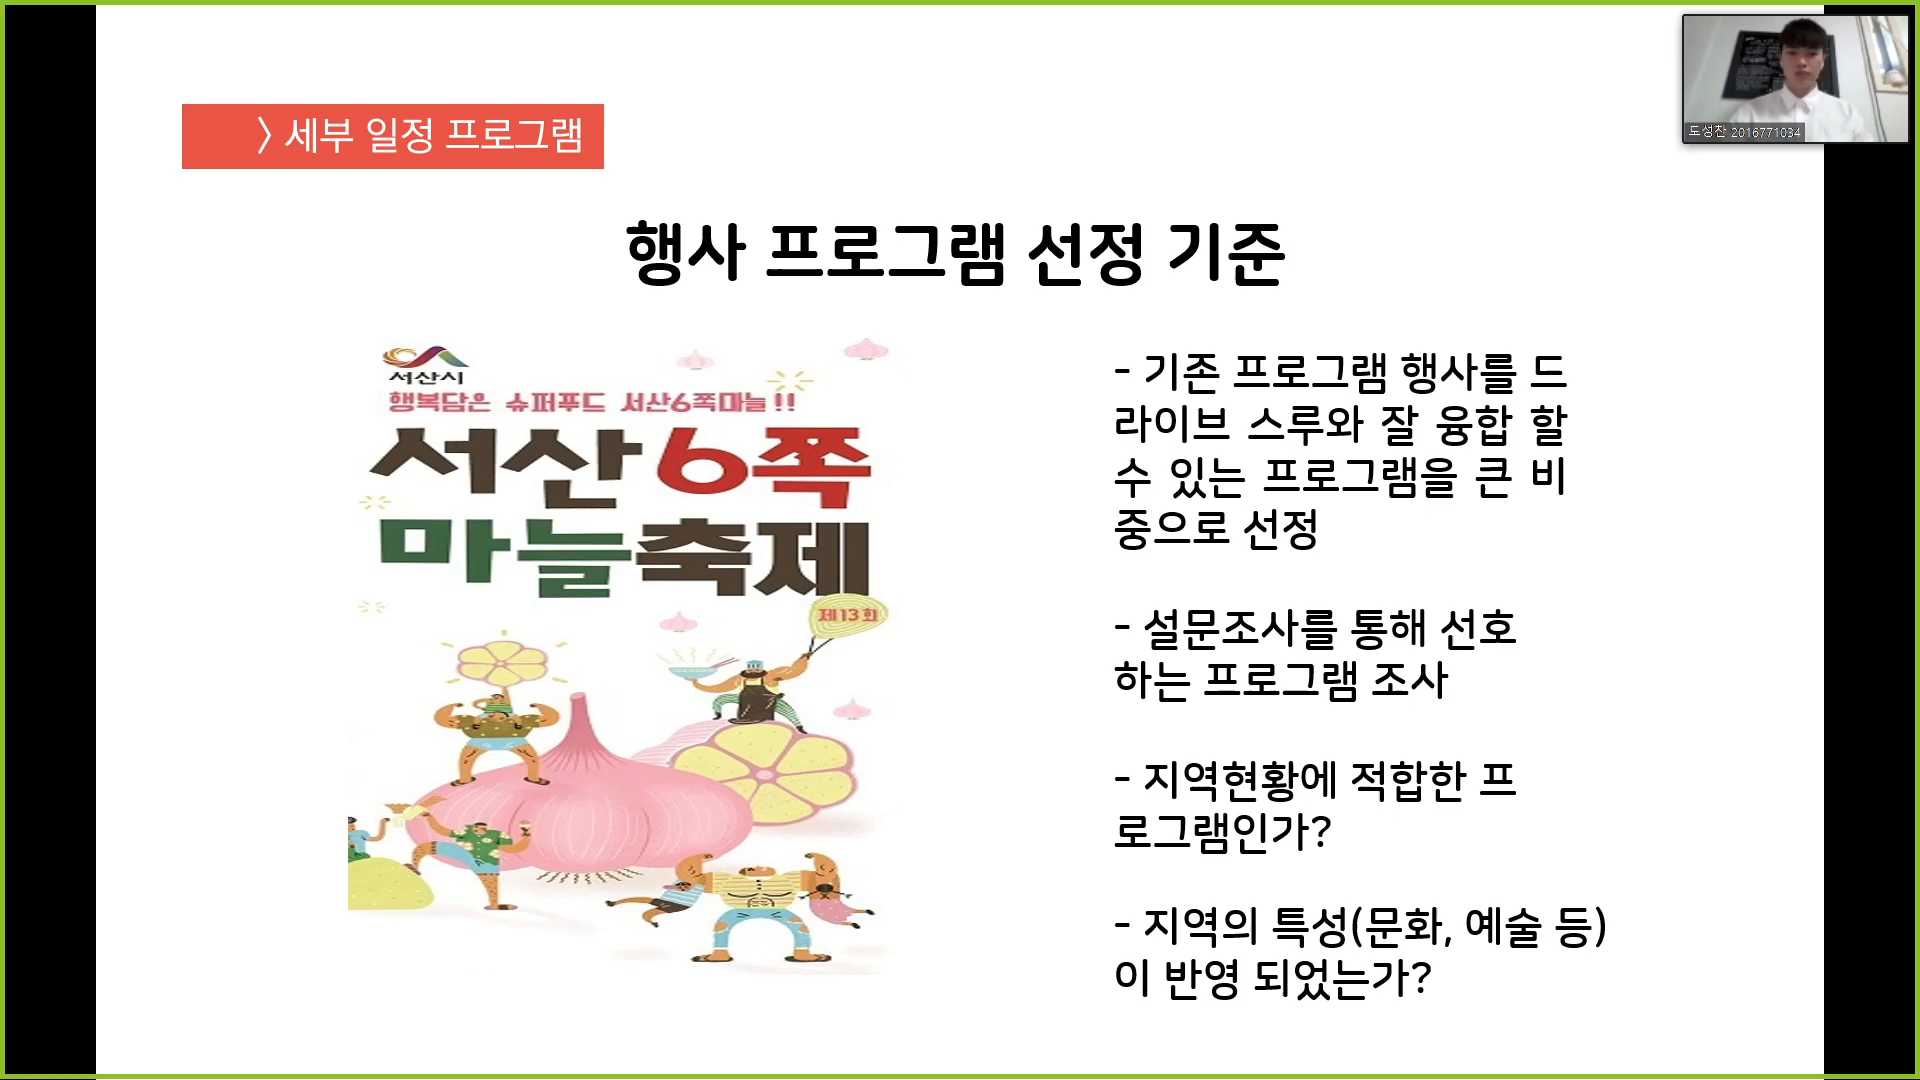 > 세부 일정 프로그램
도성찬 2016771034
행사 프로그램 선정 기준
서산시
행복담은 슈퍼푸드 서산6쪽마늘!!
서산6쪽
마늘축제
제13회
- 기존 프로그램 행사를 드
라이브 스루와 잘 융합 할
수 있는 프로그램을 큰 비
중으로 선정
- 설문조사를 통해 선호
하는 프로그램 조사
- 지역현황에 적합한 프
로그램인가?
- 지역의 특성(문화, 예술 등)
이 반영 되었는가?